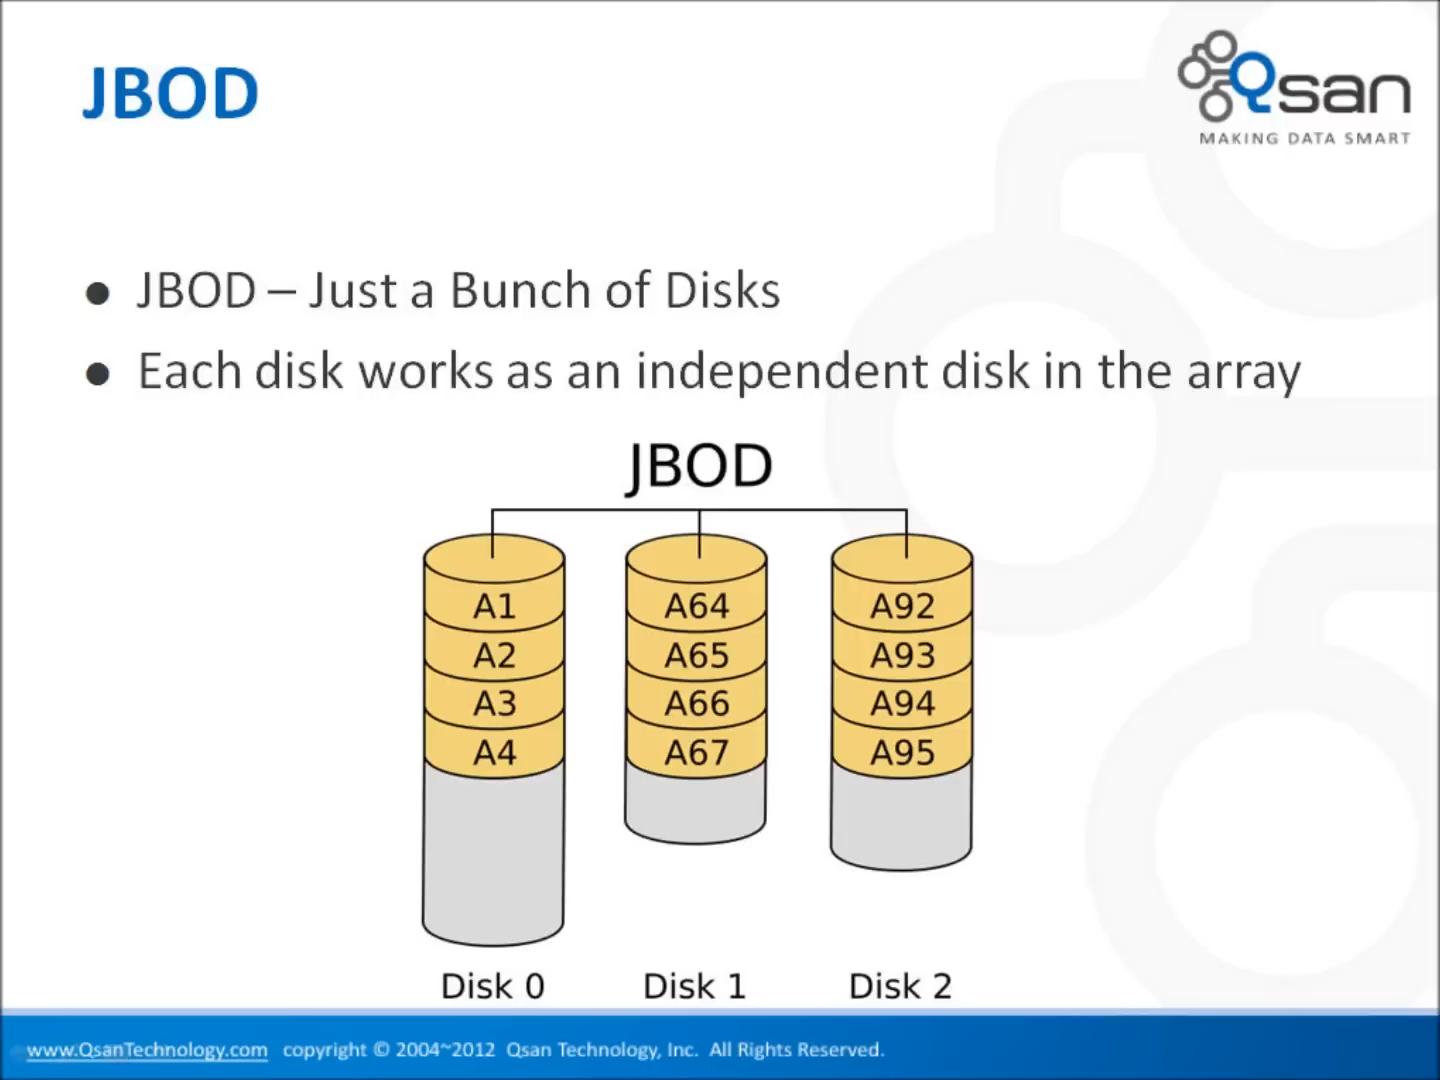 JBOD
Qsan
MAKING DATA SMART
● JBOD – Just a Bunch of Disks
● Each disk works as an independent disk in the array
JBOD
A1 A64 A92
A2 A65 A93
A3 A66 A94
A4 A67 A95
Disk 0 Disk 1 Disk 2
www.QsanTechnology.com copyright © 2004~2012 Qsan Technology, Inc. All Rights Reserved.